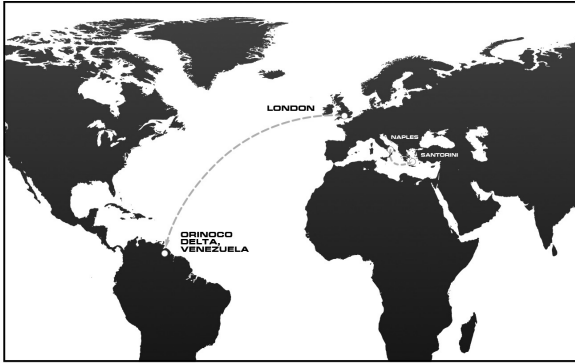 LONDON
NAPLES
SANTORINI
ORINOCO
DELTA,
VENEZUELA